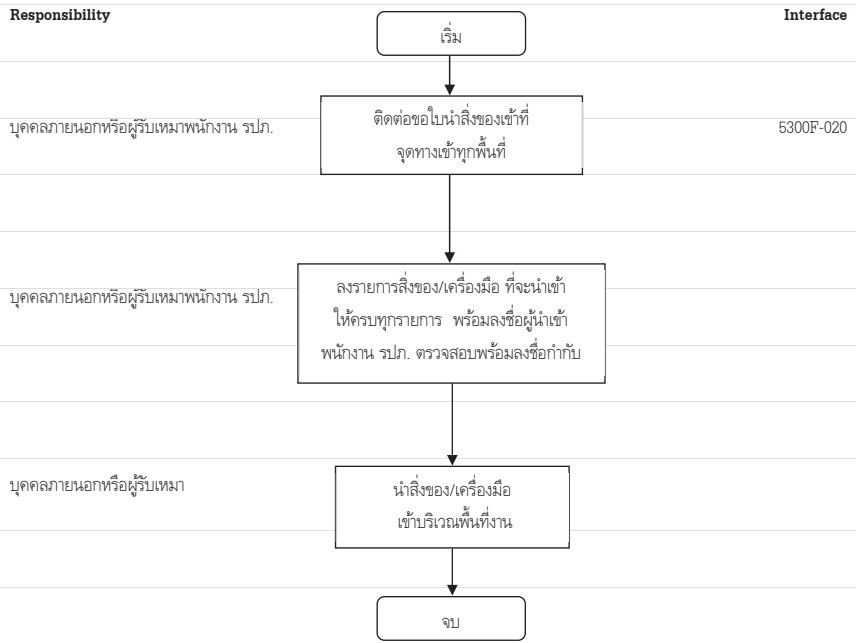 Responsibility
Interface
เริ่ม
ติดต่อขอใบนำสิ่งของเข้าที่
จุดทางเข้าทุกพื้นที่
บุคคลภายนอกหรือผู้รับเหมาพนักงาน รปภ.
5300F-020
ลงรายการสิ่งของ/เครื่องมือ ที่จะนำเข้า
ให้ครบทุกรายการ พร้อมลงชื่อผู้นำเข้า
พนักงาน รปภ. ตรวจสอบพร้อมลงชื่อกำกับ
บุคคลภายนอกหรือผู้รับเหมาพนักงาน รปภ.
บุคคลภายนอกหรือผู้รับเหมา
นำสิ่งของ/เครื่องมือ
เข้าบริเวณพื้นที่งาน
จบ